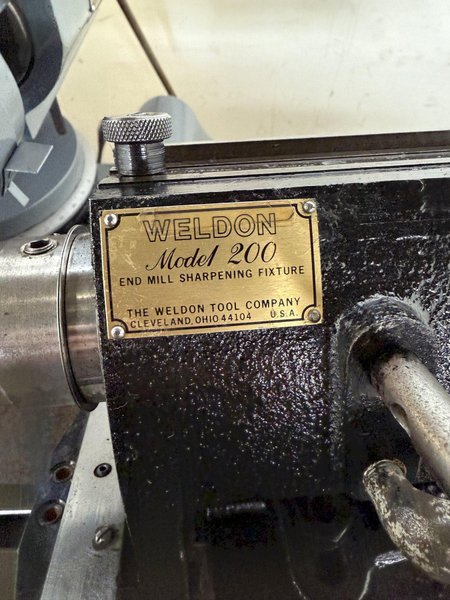 WELDON
Model 200
END MILL SHARPENING FIXTURE
THE WELDON TOOL COMPANY
CLEVELAND, OHIO 44104 U.S.A.